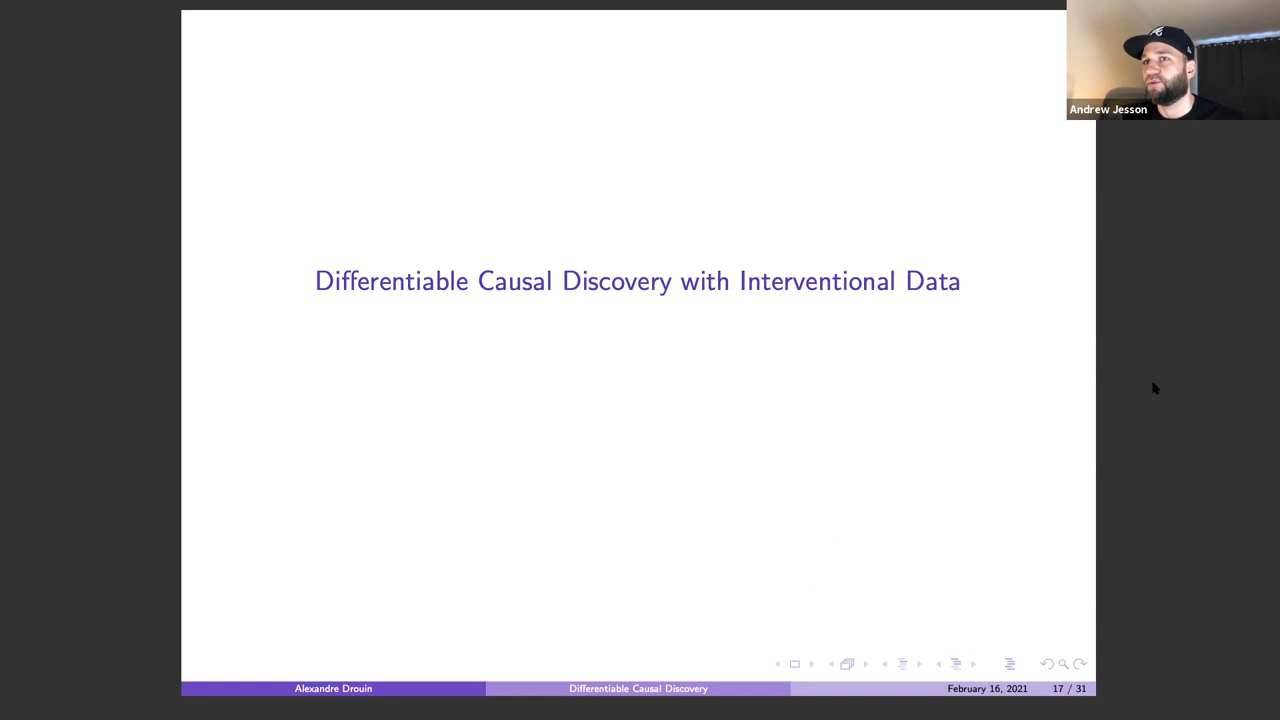 Andrew Jesson
Differentiable Causal Discovery with Interventional Data
Alexandre Drouin
Differentiable Causal Discovery
February 16, 2021
17 / 31